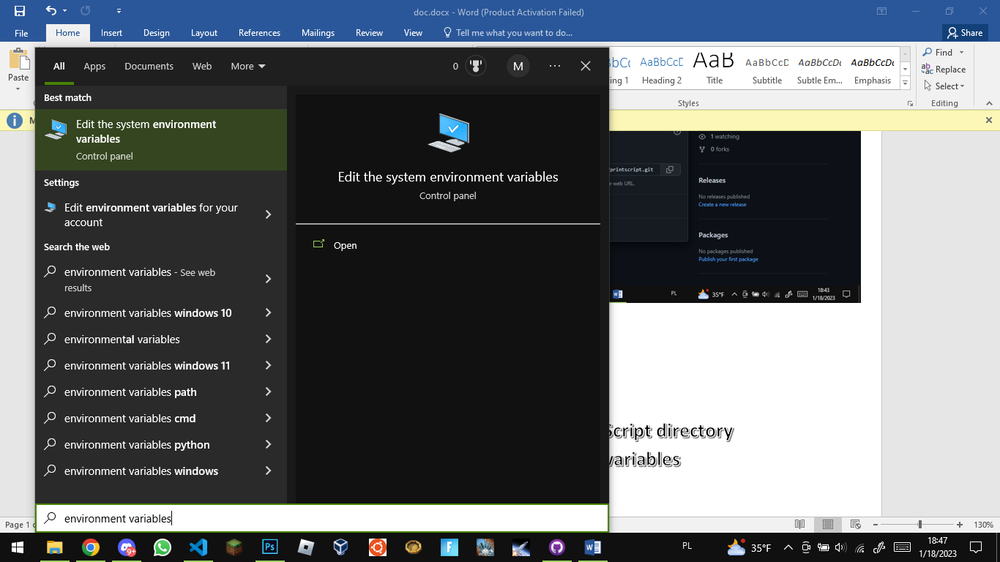 doc.docx - Word (Product Activation Failed)
File Home Insert Design Layout References Mailings Review View Tell me what you want to do... Share
Paste
ing 1 Heading 2 Title Subtitle Subtle Em... Emphasis
AaBbCcD AaB AaBbCcD AaBbCcDc AaBbCcDc
Styles
Find
Replace
Select
Editing
All Apps Documents Web More 0 M
Best match
Edit the system environment
variables
Control panel
Settings
Edit environment variables for your
account
Search the web
environment variables - See web
results
environment variables windows 10
environmental variables
environment variables windows 11
environment variables path
environment variables cmd
environment variables python
environment variables windows
environment variables
Edit the system environment variables
Control panel
Open
1 watching
0 forks
printscript.git
e web URL.
Releases
No releases published
Create a new release
Packages
No packages published
Publish your first package
PL 35°F 18:43
1/18/2023
Script directory
variables
Page 1
130%
9+ Ps PL 35°F 18:47
1/18/2023